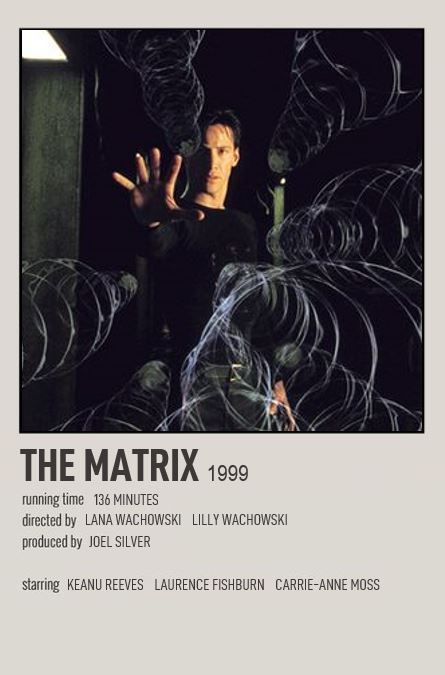 THE MATRIX 1999
running time 136 MINUTES
directed by LANA WACHOWSKI LILLY WACHOWSKI
produced by JOEL SILVER
starring KEANU REEVES LAURENCE FISHBURN CARRIE-ANNE MOSS